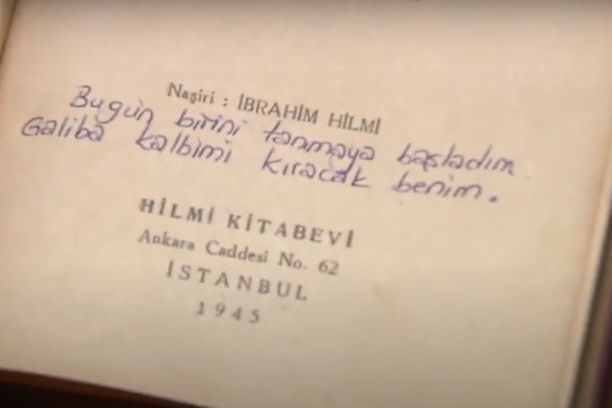 Naşiri : İBRAHİM HİLMİ
Bugün birini tanımaya başladım.
Galiba kalbimi kıracak benim.
HİLMİ KİTABEVİ
Ankara Caddesi No. 62
İSTANBUL
1945